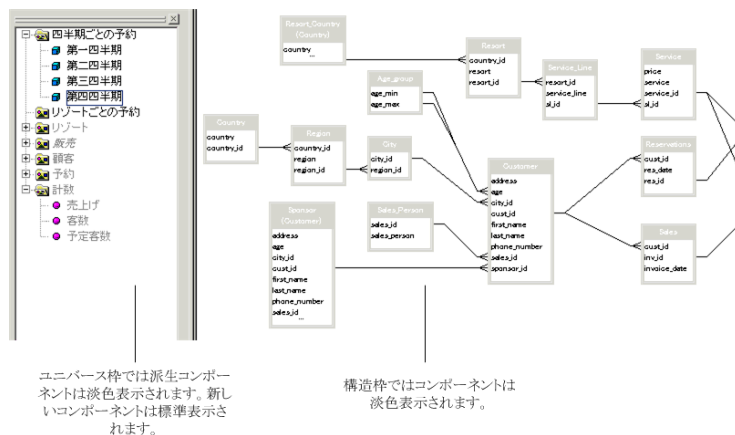 四半期ごとの予約
第一四半期
第二四半期
第三四半期
第四四半期
リゾートごとの予約
リゾート
販売
顧客
予約
計数
売上げ
客数
予定客数
Resort_Country
(Country)
country
...
Resort
country_id
resort
resort_id
Service_Line
resort_id
service_line
sl_id
Service
price
service
service_id
sl_id
Age_group
age_min
age_max
Country
country
country_id
Region
country_id
region
region_id
City
city_id
region_id
Customer
address
age
city_id
cust_id
first_name
last_name
phone_number
sales_id
sponsor_id
Reservations
cust_id
res_date
res_id
Sponsor
(Customer)
address
age
city_id
cust_id
first_name
last_name
phone_number
sales_id
...
Sales_Person
sales_id
sales_person
Sales
cust_id
inv_id
invoice_date
ユニバース枠では派生コンポー
ネントは淡色表示されます。新し
いコンポーネントは標準表示さ
れます。
構造枠ではコンポーネントは
淡色表示されます。